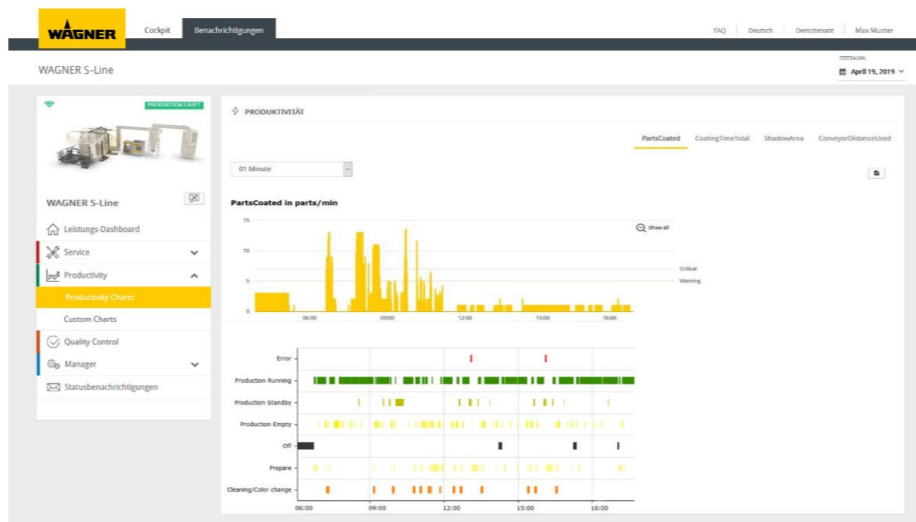 WAGNER
Cockpit
Benachrichtigungen
FAQ
Deutsch
Demotenant
Max Muster
WAGNER S-Line
April 19, 2019
PRODUKTION LÄUFT
WAGNER S-Line
Leistungs-Dashboard
Service
Productivity
Productivity Charts
Custom Charts
Quality Control
Manager
Statusbenachrichtigungen
PRODUKTIVITÄT
PartsCoated
CoatingTimeTotal
ShadowArea
ConveyorDistanceUsed
01 Minute
PartsCoated in parts/min
Show all
15
10
5
0
Critical
Warning
06:00
09:00
12:00
15:00
16:00
Error
Production Running
Production Standby
Production Empty
Off
Prepare
Cleaning/Color change
06:00
09:00
12:00
15:00
16:00